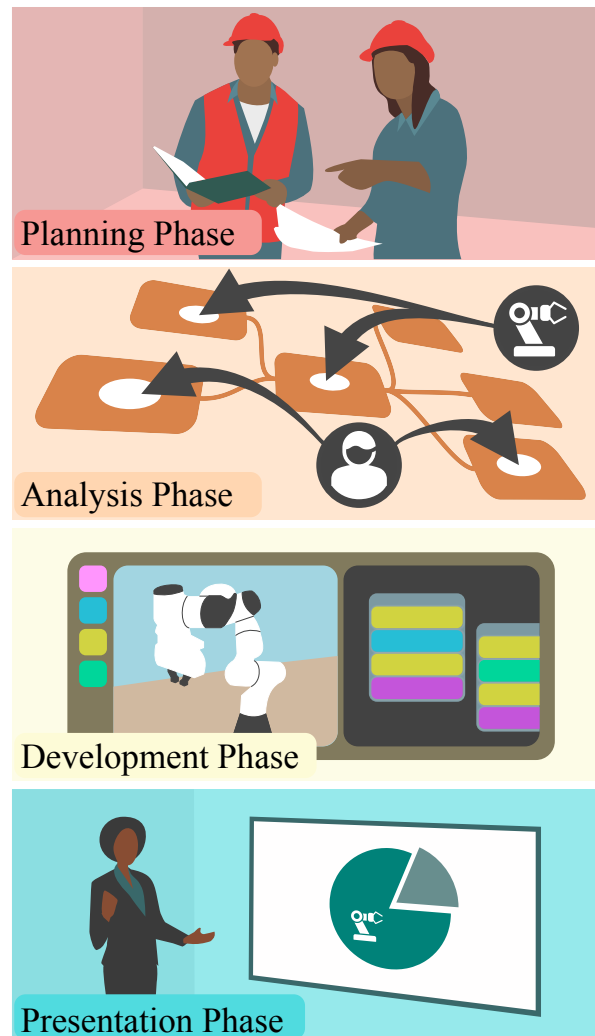 Planning Phase
Analysis Phase
Development Phase
Presentation Phase